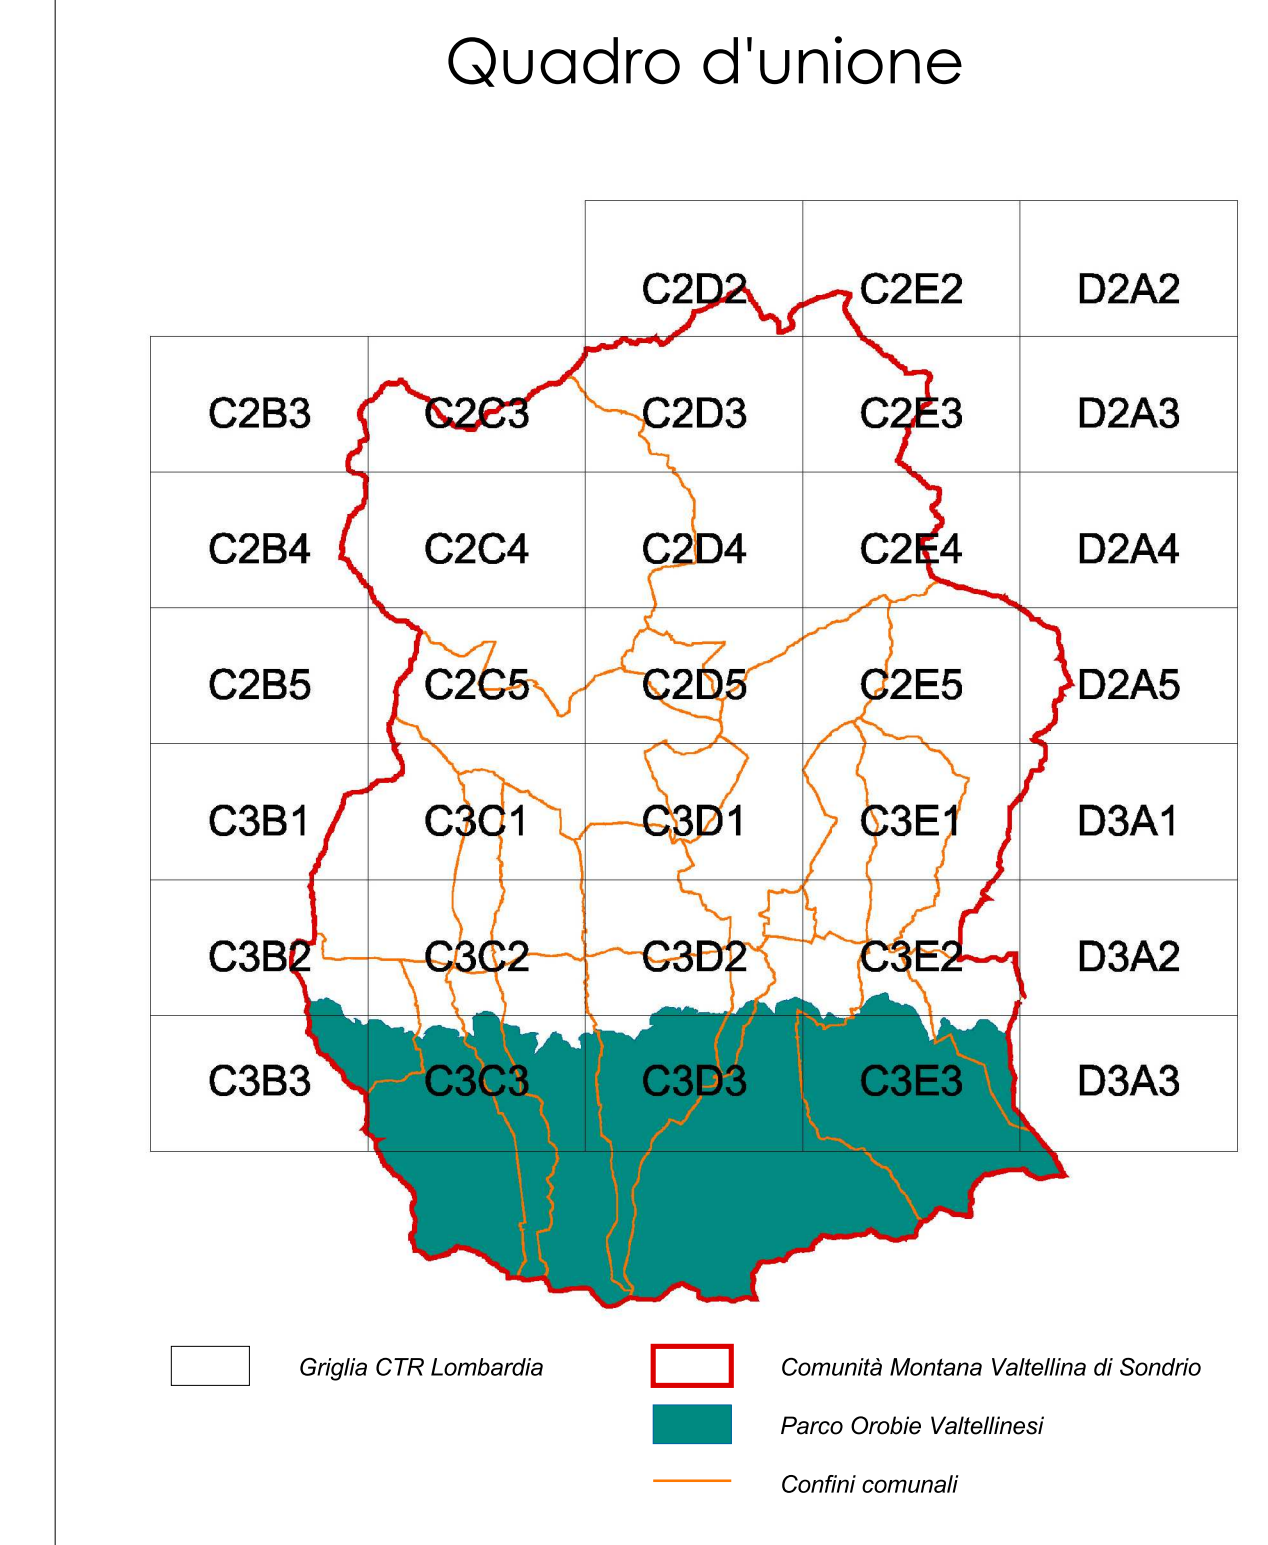 Quadro d'unione
C2D2 C2E2 D2A2
C2B3 C2C3 C2D3 C2E3 D2A3
C2B4 C2C4 C2D4 C2E4 D2A4
C2B5 C2C5 C2D5 C2E5 D2A5
C3B1 C3C1 C3D1 C3E1 D3A1
C3B2 C3C2 C3D2 C3E2 D3A2
C3B3 C3C3 C3D3 C3E3 D3A3
Griglia CTR Lombardia
Comunità Montana Valtellina di Sondrio
Parco Orobie Valtellinesi
Confini comunali